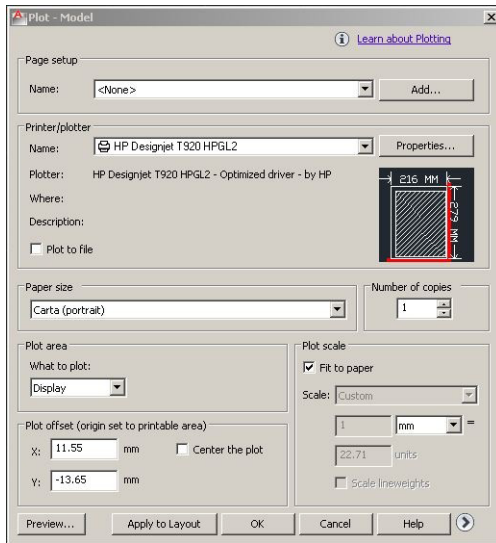 Plot - Model
Learn about Plotting
Page setup
Name: <None> Add...
Printer/plotter
Name: HP Designjet T920 HPGL2 Properties...
Plotter: HP Designjet T920 HPGL2 - Optimized driver - by HP
Where:
Description:
Plot to file
216 MM
279 MM
Paper size
Carta (portrait)
Number of copies
1
Plot area
What to plot:
Display
Plot offset (origin set to printable area)
X: 11.55 mm Center the plot
Y: -13.65 mm
Plot scale
Fit to paper
Scale: Custom
1 mm =
22.71 units
Scale lineweights
Preview... Apply to Layout OK Cancel Help